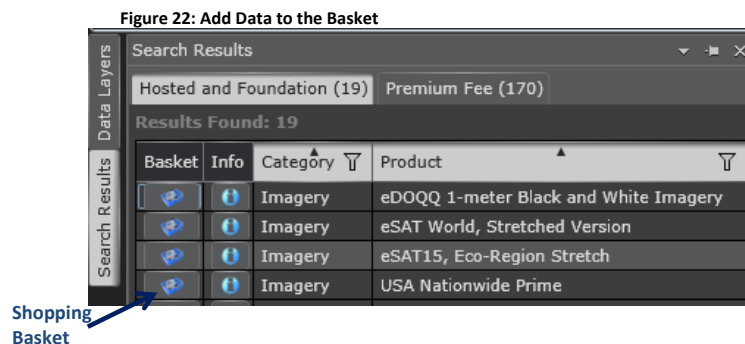 Figure 22: Add Data to the Basket
Search Results
Data Layers
Search Results
Hosted and Foundation (19) Premium Fee (170)
Results Found: 19
Basket Info Category Product
Imagery eDOQQ 1-meter Black and White Imagery
Imagery eSAT World, Stretched Version
Imagery eSAT15, Eco-Region Stretch
Imagery USA Nationwide Prime
Shopping
Basket